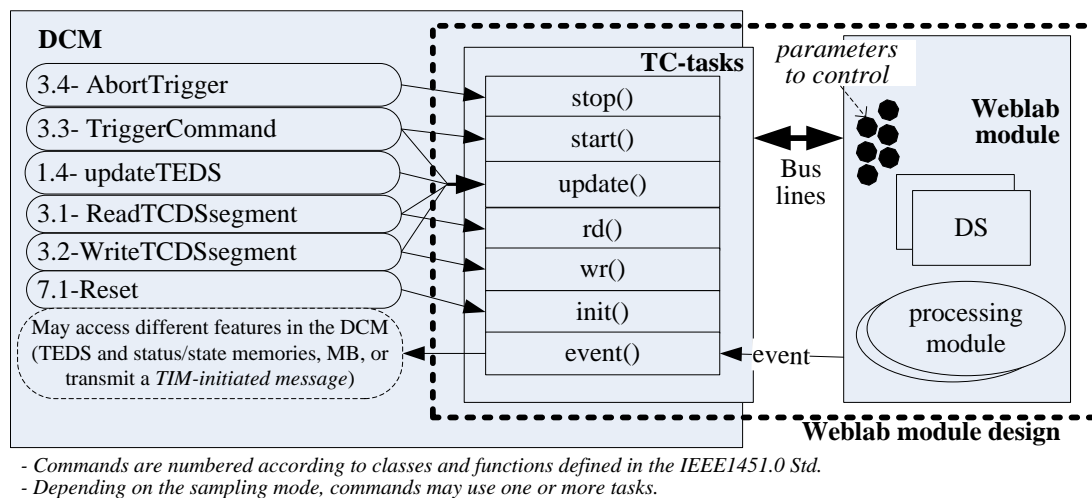 DCM
3.4- AbortTrigger
3.3- TriggerCommand
1.4- updateTEDS
3.1- ReadTCDSsegment
3.2-WriteTCDSsegment
7.1-Reset
May access different features in the DCM
(TEDS and status/state memories, MB, or
transmit a TIM-initiated message)
TC-tasks
stop()
start()
update()
rd()
wr()
init()
event()
parameters
to control
Weblab
module
Bus
lines
DS
processing
module
event
Weblab module design
- Commands are numbered according to classes and functions defined in the IEEE1451.0 Std.
- Depending on the sampling mode, commands may use one or more tasks.